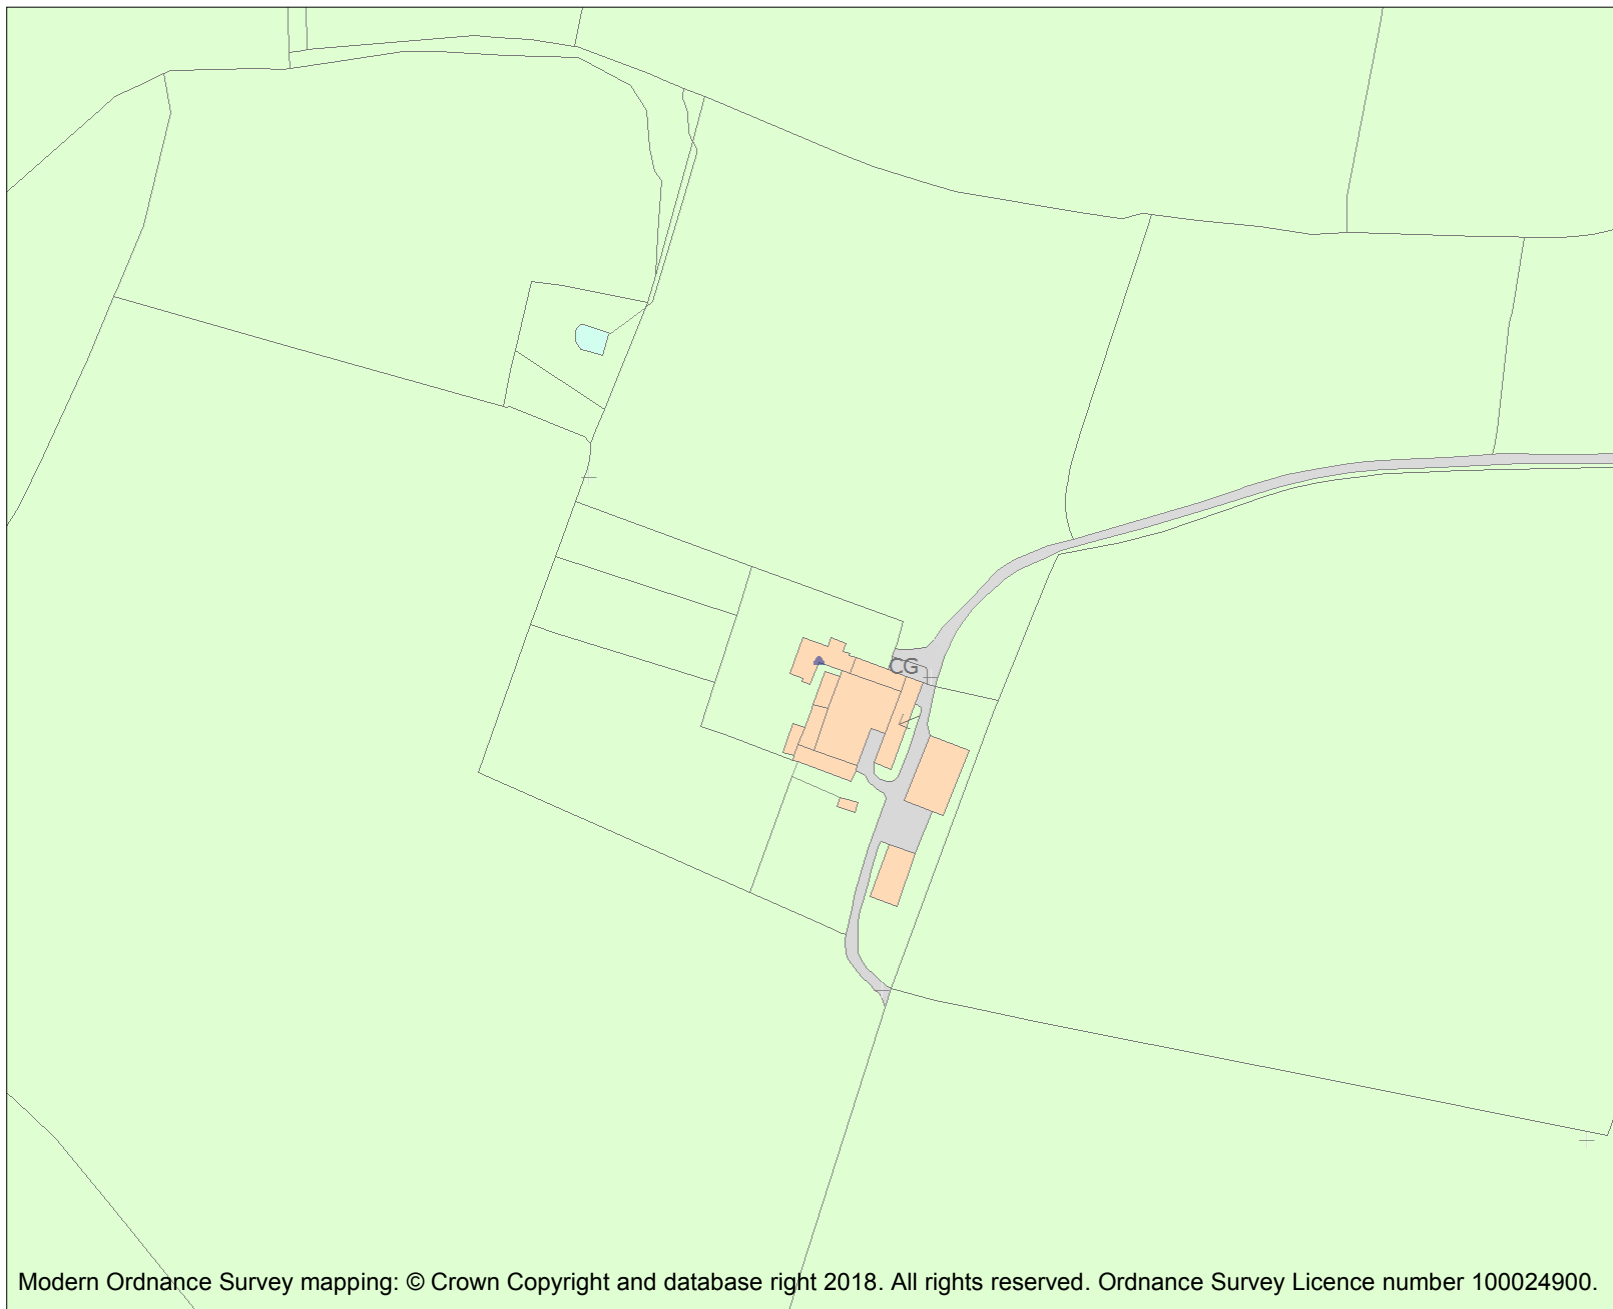 CG
Modern Ordnance Survey mapping: © Crown Copyright and database right 2018. All rights reserved. Ordnance Survey Licence number 100024900.